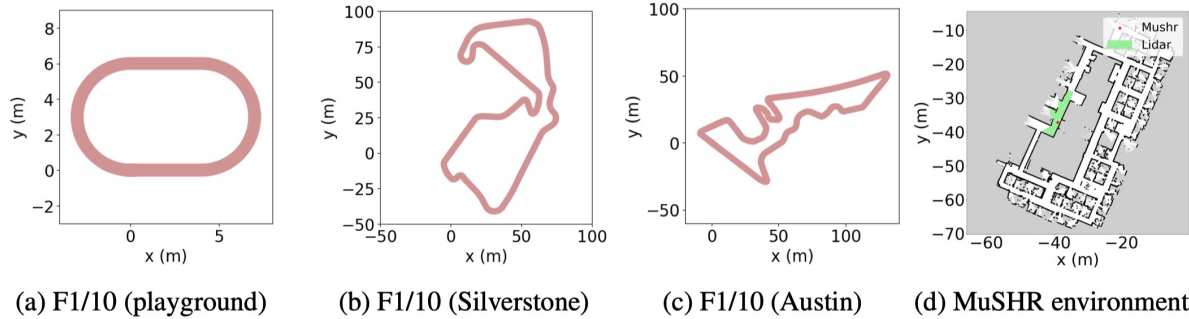 8
6
4
2
0
−2
y (m)
0 5
x (m)
(a) F1/10 (playground)
100
75
50
25
0
−25
−50
y (m)
−50 0 50 100
x (m)
(b) F1/10 (Silverstone)
100
50
0
−50
y (m)
0 50 100
x (m)
(c) F1/10 (Austin)
Mushr
Lidar
−10
−20
−30
−40
−50
−60
−70
y (m)
−60 −40 −20
x (m)
(d) MuSHR environment